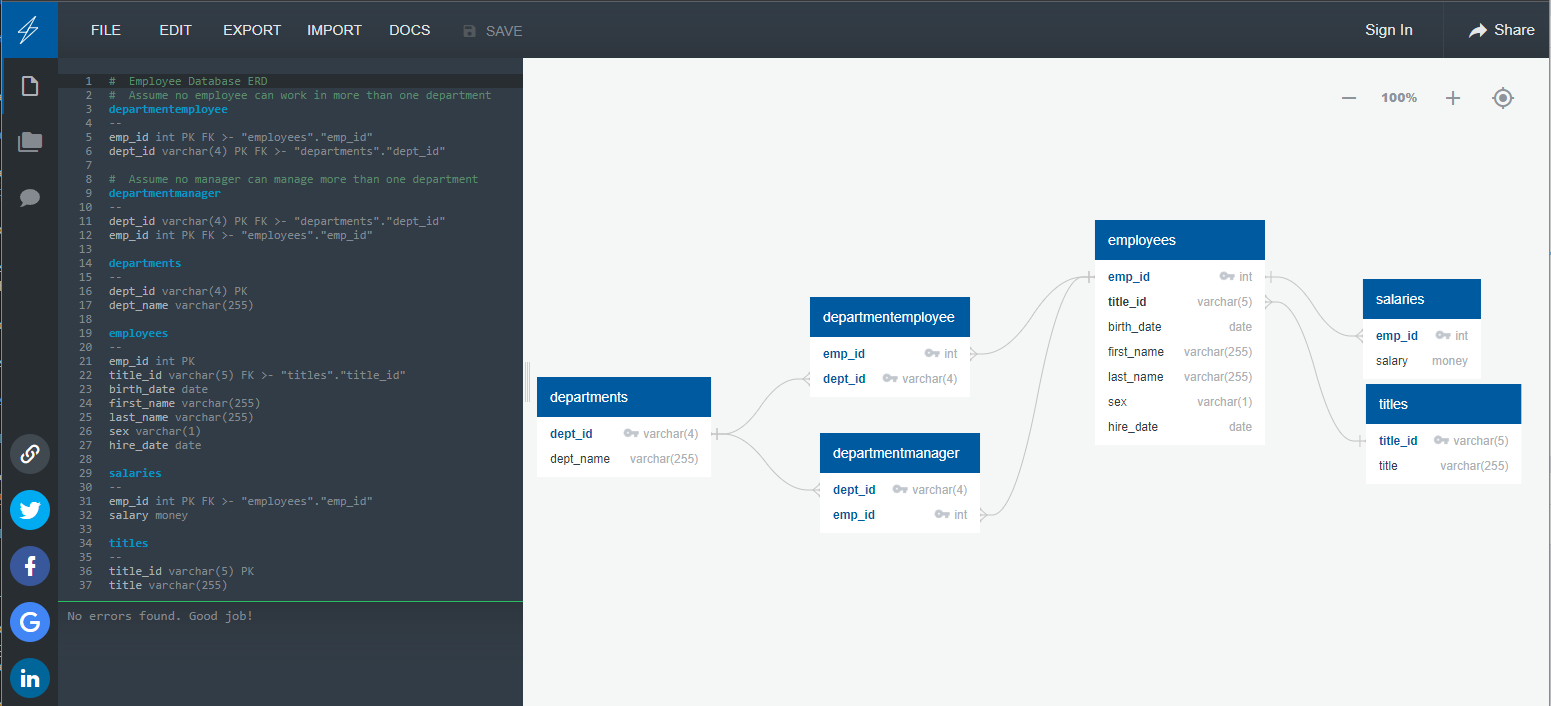 FILE EDIT EXPORT IMPORT DOCS SAVE Sign In Share
1 # Employee Database ERD
2 # Assume no employee can work in more than one department
3 departmentemployee
4 --
5 emp_id int PK FK >- "employees"."emp_id"
6 dept_id varchar(4) PK FK >- "departments"."dept_id"
7
8 # Assume no manager can manage more than one department
9 departmentmanager
10 --
11 dept_id varchar(4) PK FK >- "departments"."dept_id"
12 emp_id int PK FK >- "employees"."emp_id"
13
14 departments
15 --
16 dept_id varchar(4) PK
17 dept_name varchar(255)
18
19 employees
20 --
21 emp_id int PK
22 title_id varchar(5) FK >- "titles"."title_id"
23 birth_date date
24 first_name varchar(255)
25 last_name varchar(255)
26 sex varchar(1)
27 hire_date date
28
29 salaries
30 --
31 emp_id int PK FK >- "employees"."emp_id"
32 salary money
33
34 titles
35 --
36 title_id varchar(5) PK
37 title varchar(255)
No errors found. Good job!
100%
departments
dept_id varchar(4)
dept_name varchar(255)
departmentemployee
emp_id int
dept_id varchar(4)
departmentmanager
dept_id varchar(4)
emp_id int
employees
emp_id int
title_id varchar(5)
birth_date date
first_name varchar(255)
last_name varchar(255)
sex varchar(1)
hire_date date
salaries
emp_id int
salary money
titles
title_id varchar(5)
title varchar(255)